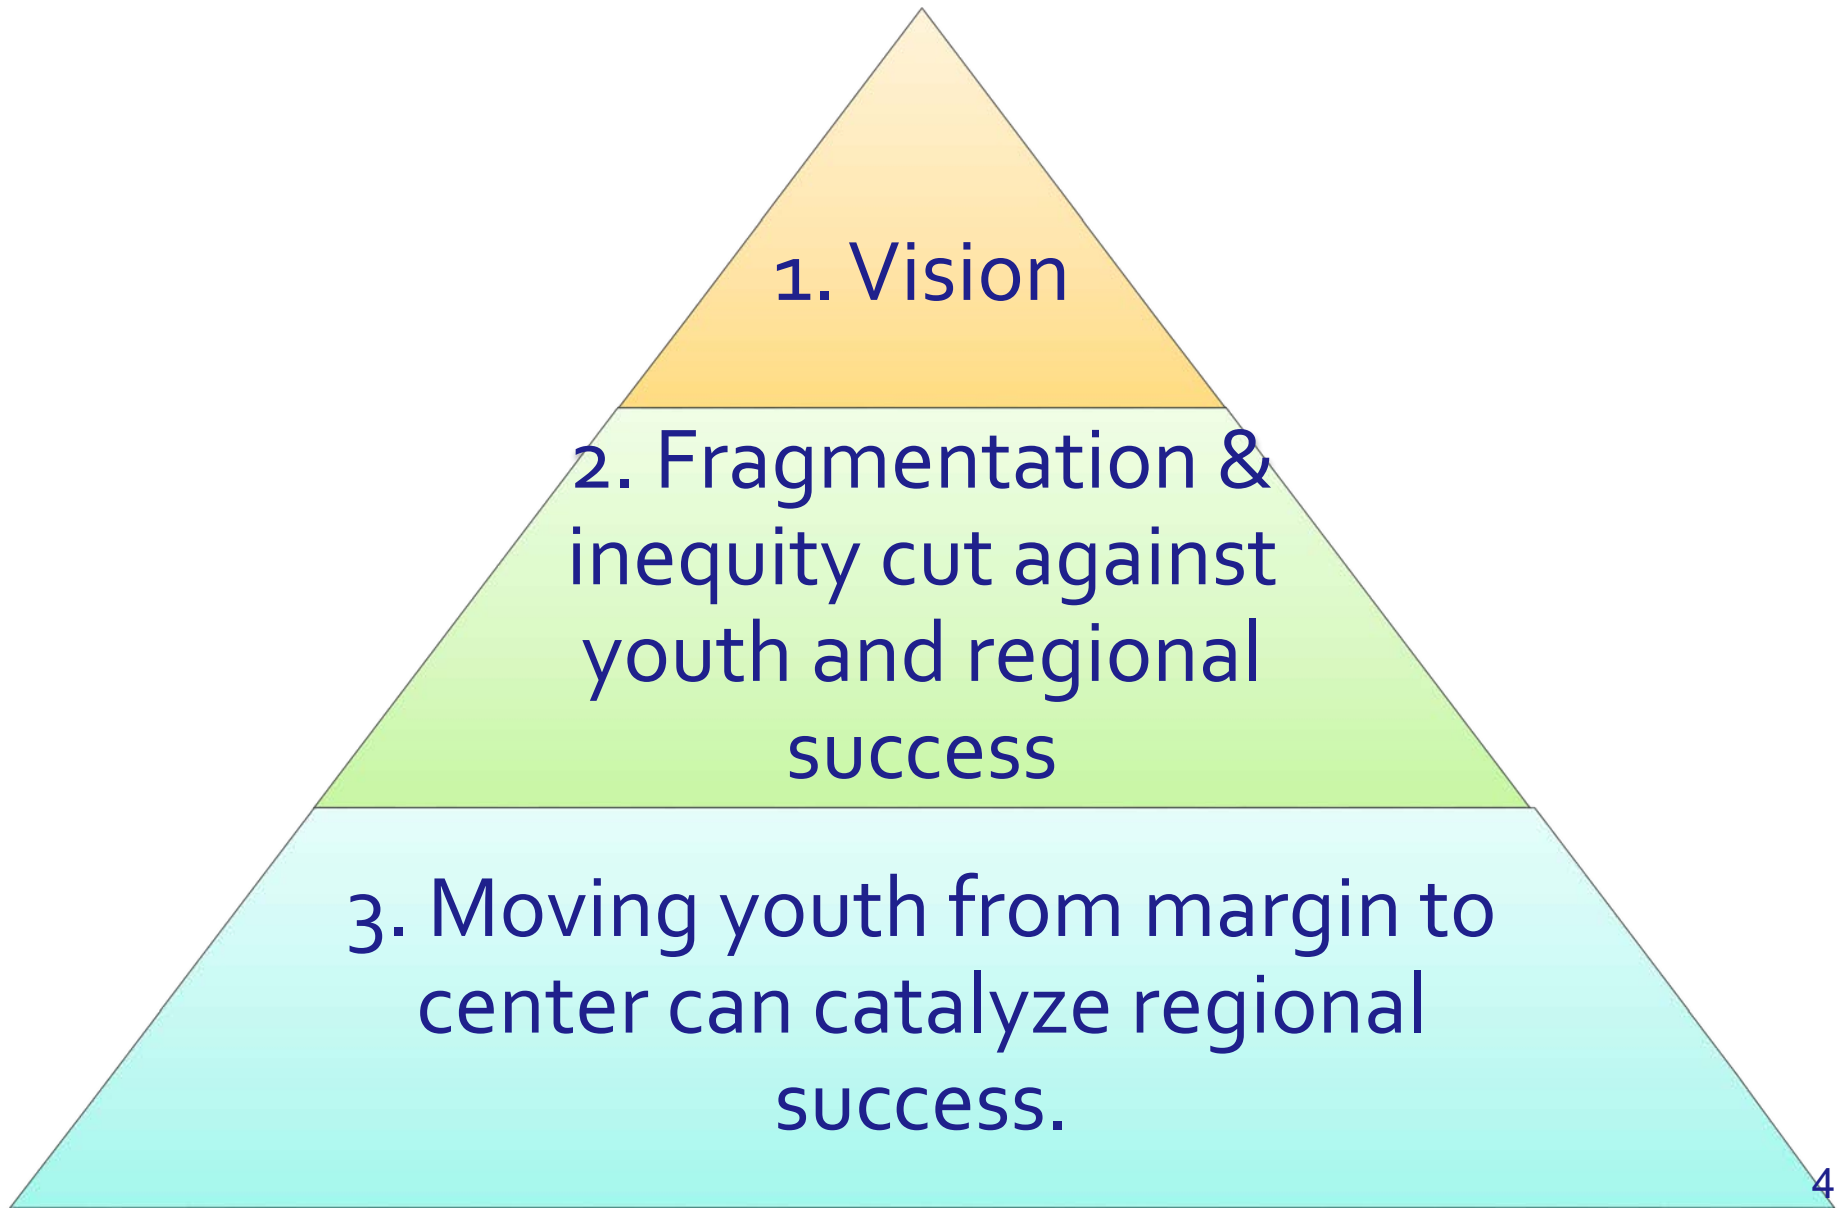 1. Vision
2. Fragmentation &
inequity cut against
youth and regional
success
3. Moving youth from margin to
center can catalyze regional
success.
4